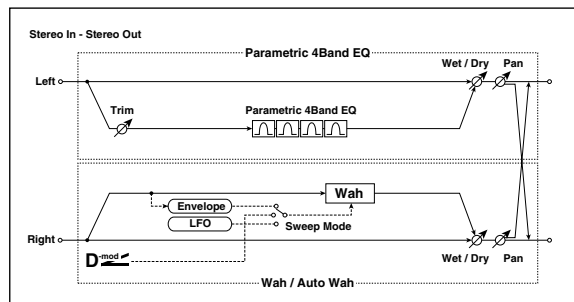 Stereo In - Stereo Out
Parametric 4Band EQ
Wet / Dry
Pan
Left
Trim
Parametric 4Band EQ
Envelope
Wah
LFO
Sweep Mode
Right
D-mod
Wet / Dry
Pan
Wah / Auto Wah